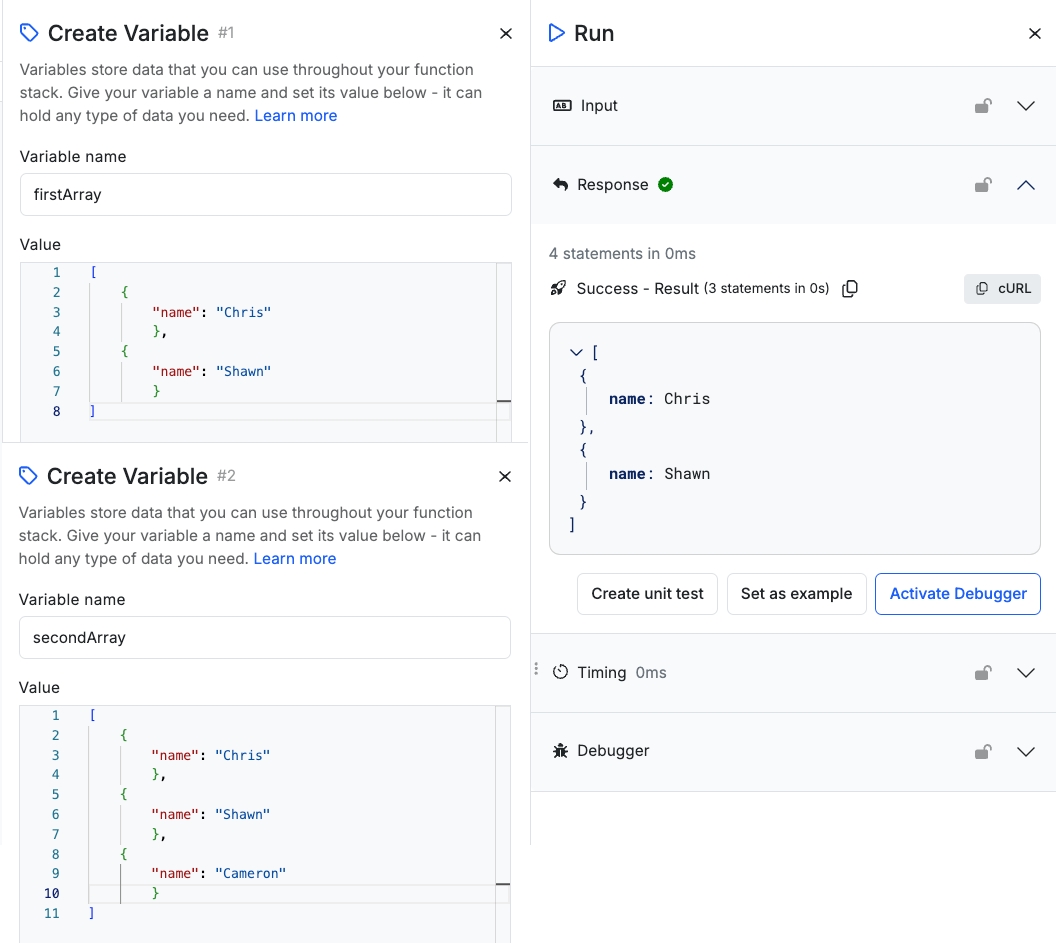 Create Variable #1
Variables store data that you can use throughout your function
stack. Give your variable a name and set its value below - it can
hold any type of data you need. Learn more
Variable name
firstArray
Value
1 [
2 {
3 "name": "Chris"
4 },
5 {
6 "name": "Shawn"
7 }
8 ]
Create Variable #2
Variables store data that you can use throughout your function
stack. Give your variable a name and set its value below - it can
hold any type of data you need. Learn more
Variable name
secondArray
Value
1 [
2 {
3 "name": "Chris"
4 },
5 {
6 "name": "Shawn"
7 },
8 {
9 "name": "Cameron"
10 }
11 ]
Run
AB Input
Response
4 statements in 0ms
Success - Result (3 statements in 0s) cURL
[
{
name: Chris
},
{
name: Shawn
}
]
Create unit test Set as example Activate Debugger
Timing 0ms
Debugger